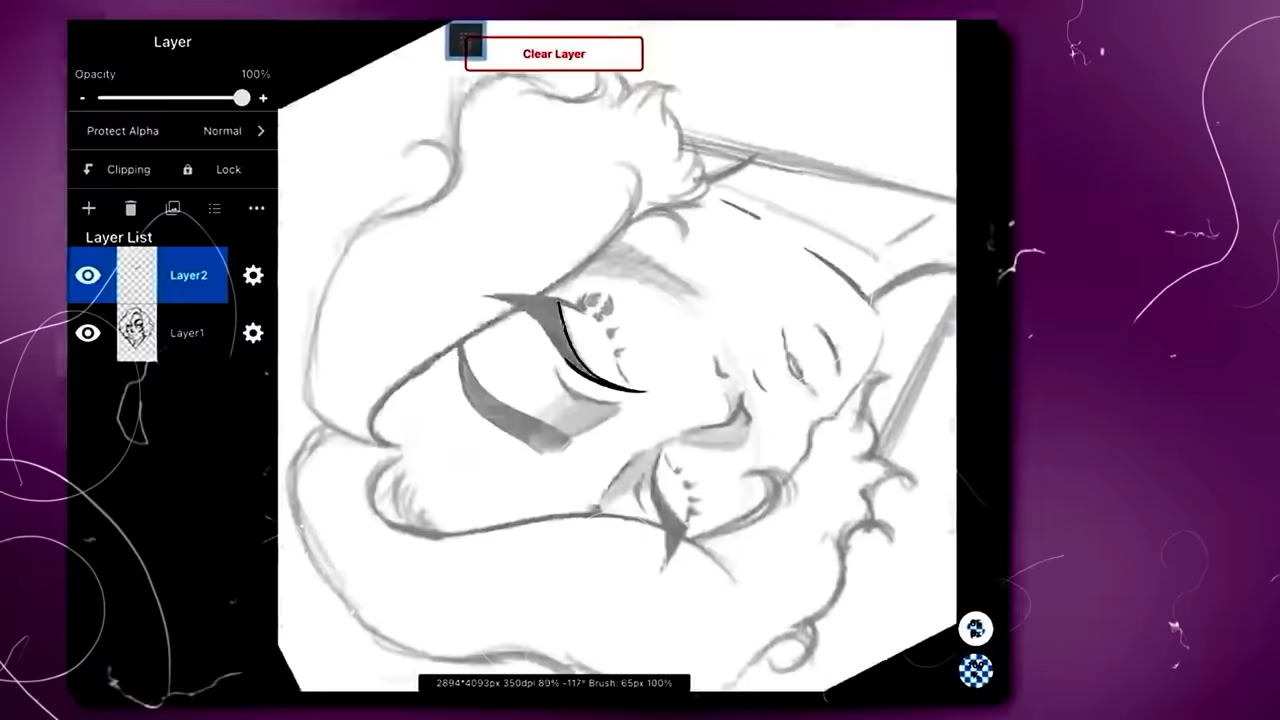 Layer
Clear Layer
Opacity 100%
- +
Protect Alpha Normal
Clipping Lock
Layer List
Layer2
Layer1
2894*4093px 350dpi 89% -117° Brush: 65px 100%